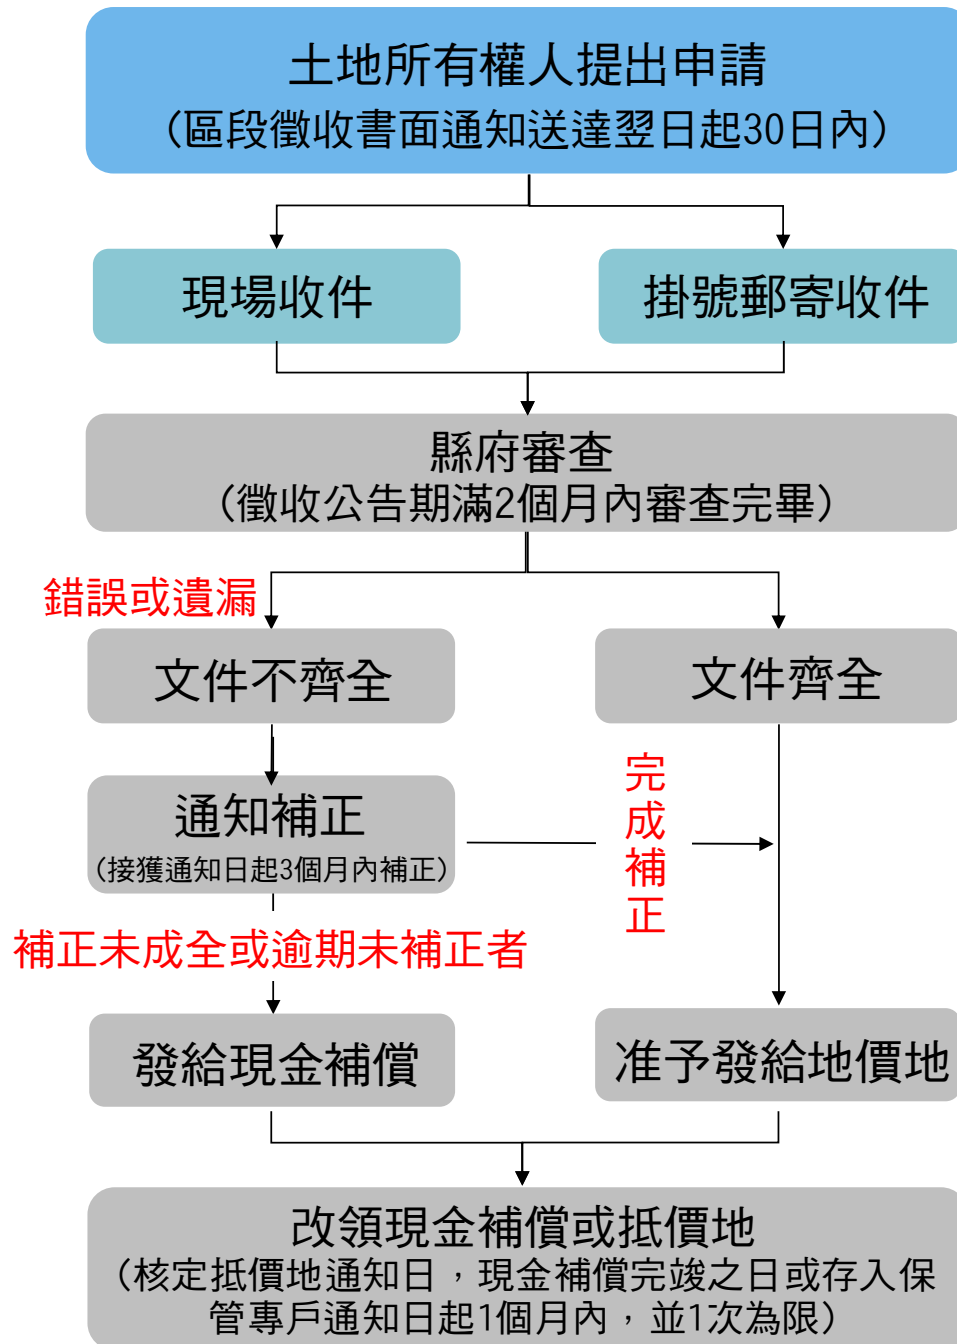 土地所有權人提出申請
（區段徵收書面通知送達翌日起30日內）
現場收件
掛號郵寄收件
縣府審查
（徵收公告期滿2個月內審查完畢）
錯誤或遺漏
文件不齊全
文件齊全
通知補正
（接獲通知日起3個月內補正）
完成補正
補正未成全或逾期未補正者
發給現金補償
准予發給地價地
改領現金補償或抵價地
（核定抵價地通知日，現金補償完竣之日或存入保
管專戶通知日起1個月內，並1次為限）